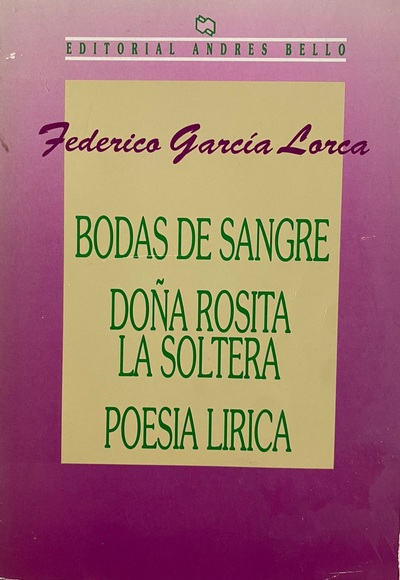 EDITORIAL ANDRES BELLO
Federico García Lorca
BODAS DE SANGRE
DOÑA ROSITA
LA SOLTERA
POESIA LIRICA